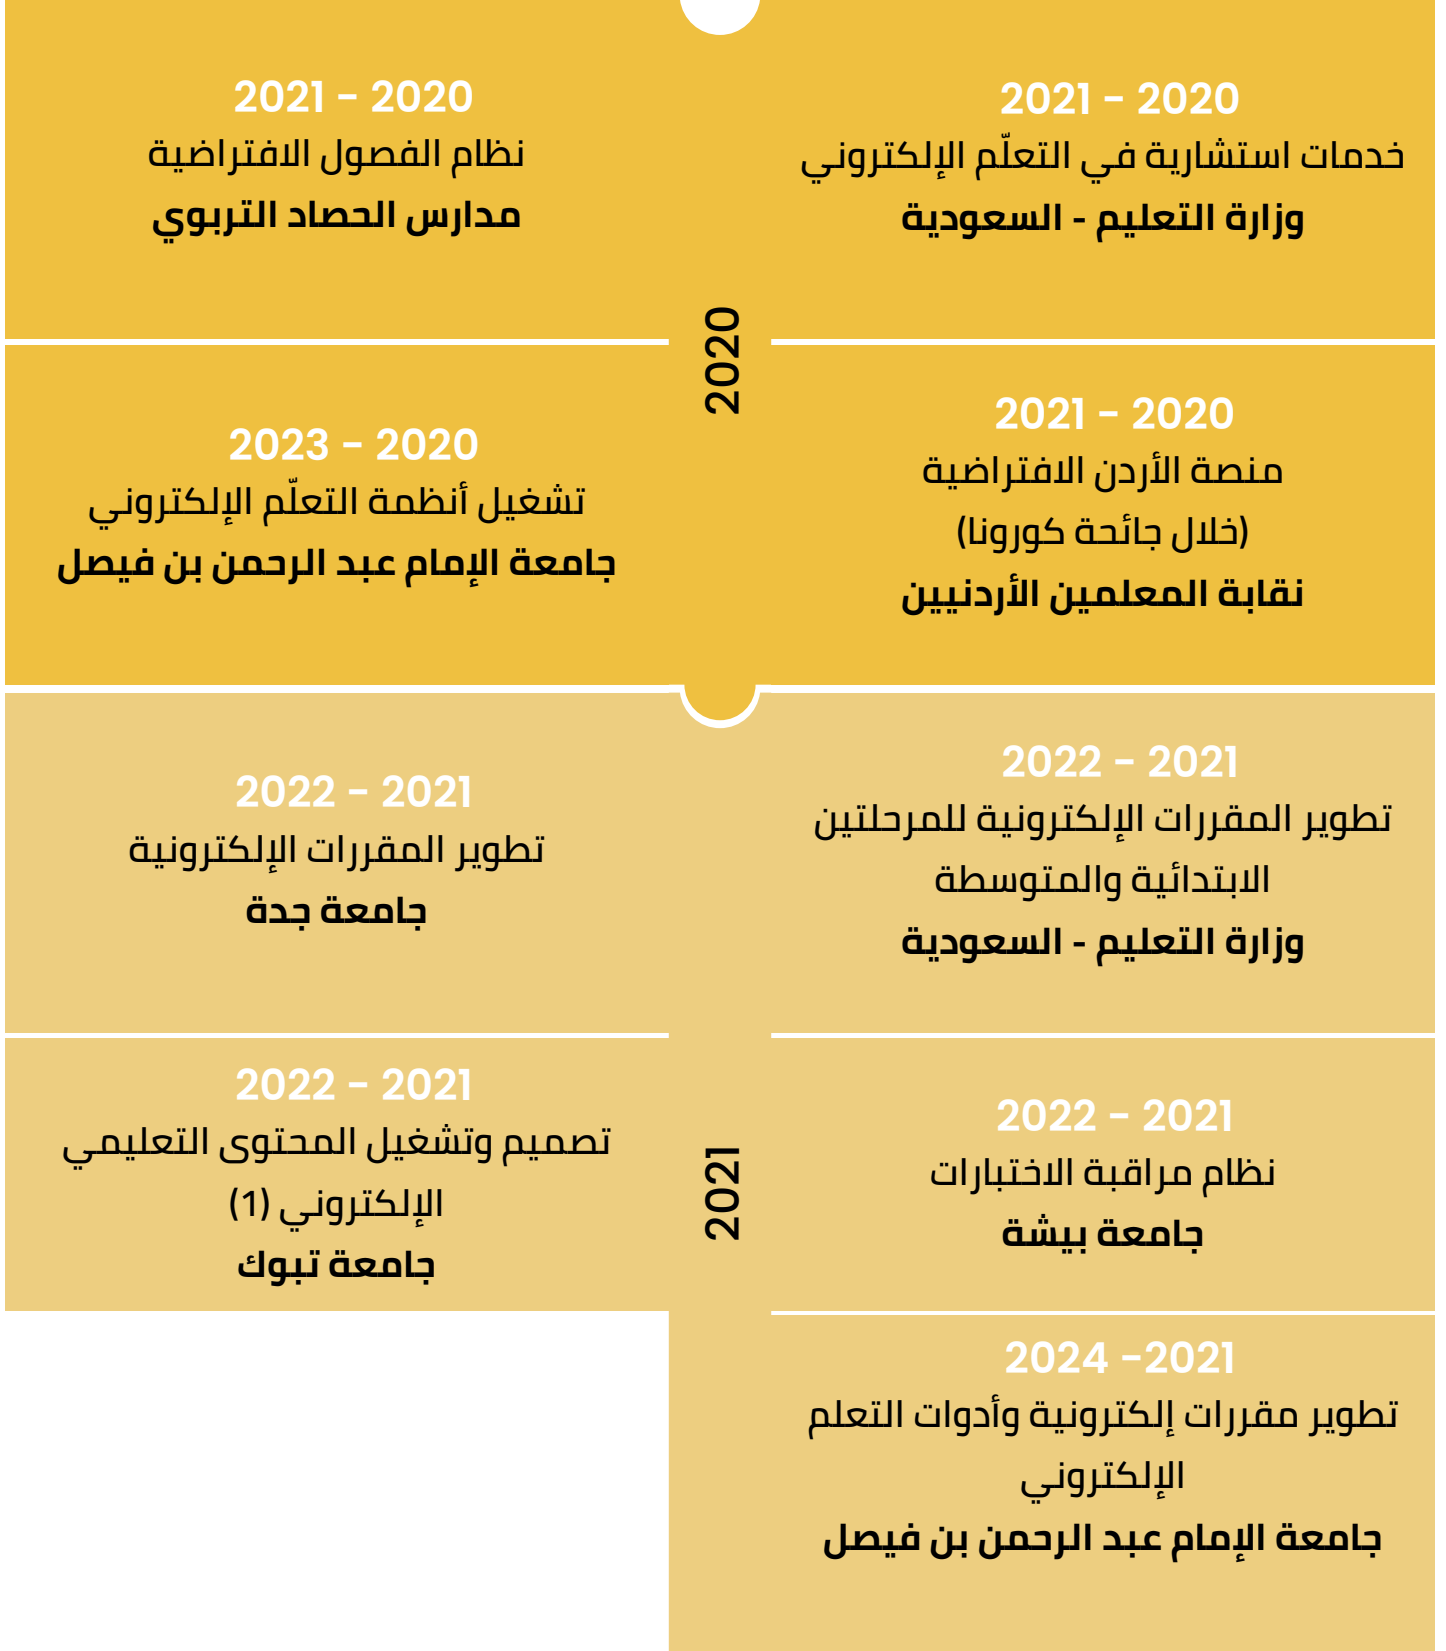 2020 - 2021
خدمات استشارية في التعلّم الإلكتروني
وزارة التعليم - السعودية
2020 - 2021
نظام الفصول الافتراضية
مدارس الحصاد التربوي
2020
2020 - 2021
منصة الأردن الافتراضية
(خلال جائحة كورونا)
نقابة المعلمين الأردنيين
2020 - 2023
تشغيل أنظمة التعلّم الإلكتروني
جامعة الإمام عبد الرحمن بن فيصل
2021 - 2022
تطوير المقررات الإلكترونية للمرحلتين
الابتدائية والمتوسطة
وزارة التعليم - السعودية
2021 - 2022
تطوير المقررات الإلكترونية
جامعة جدة
2021
2021 - 2022
نظام مراقبة الاختبارات
جامعة بيشة
2021 - 2022
تصميم وتشغيل المحتوى التعليمي
الإلكتروني (1)
جامعة تبوك
2021- 2024
تطوير مقررات إلكترونية وأدوات التعلم
الإلكتروني
جامعة الإمام عبد الرحمن بن فيصل